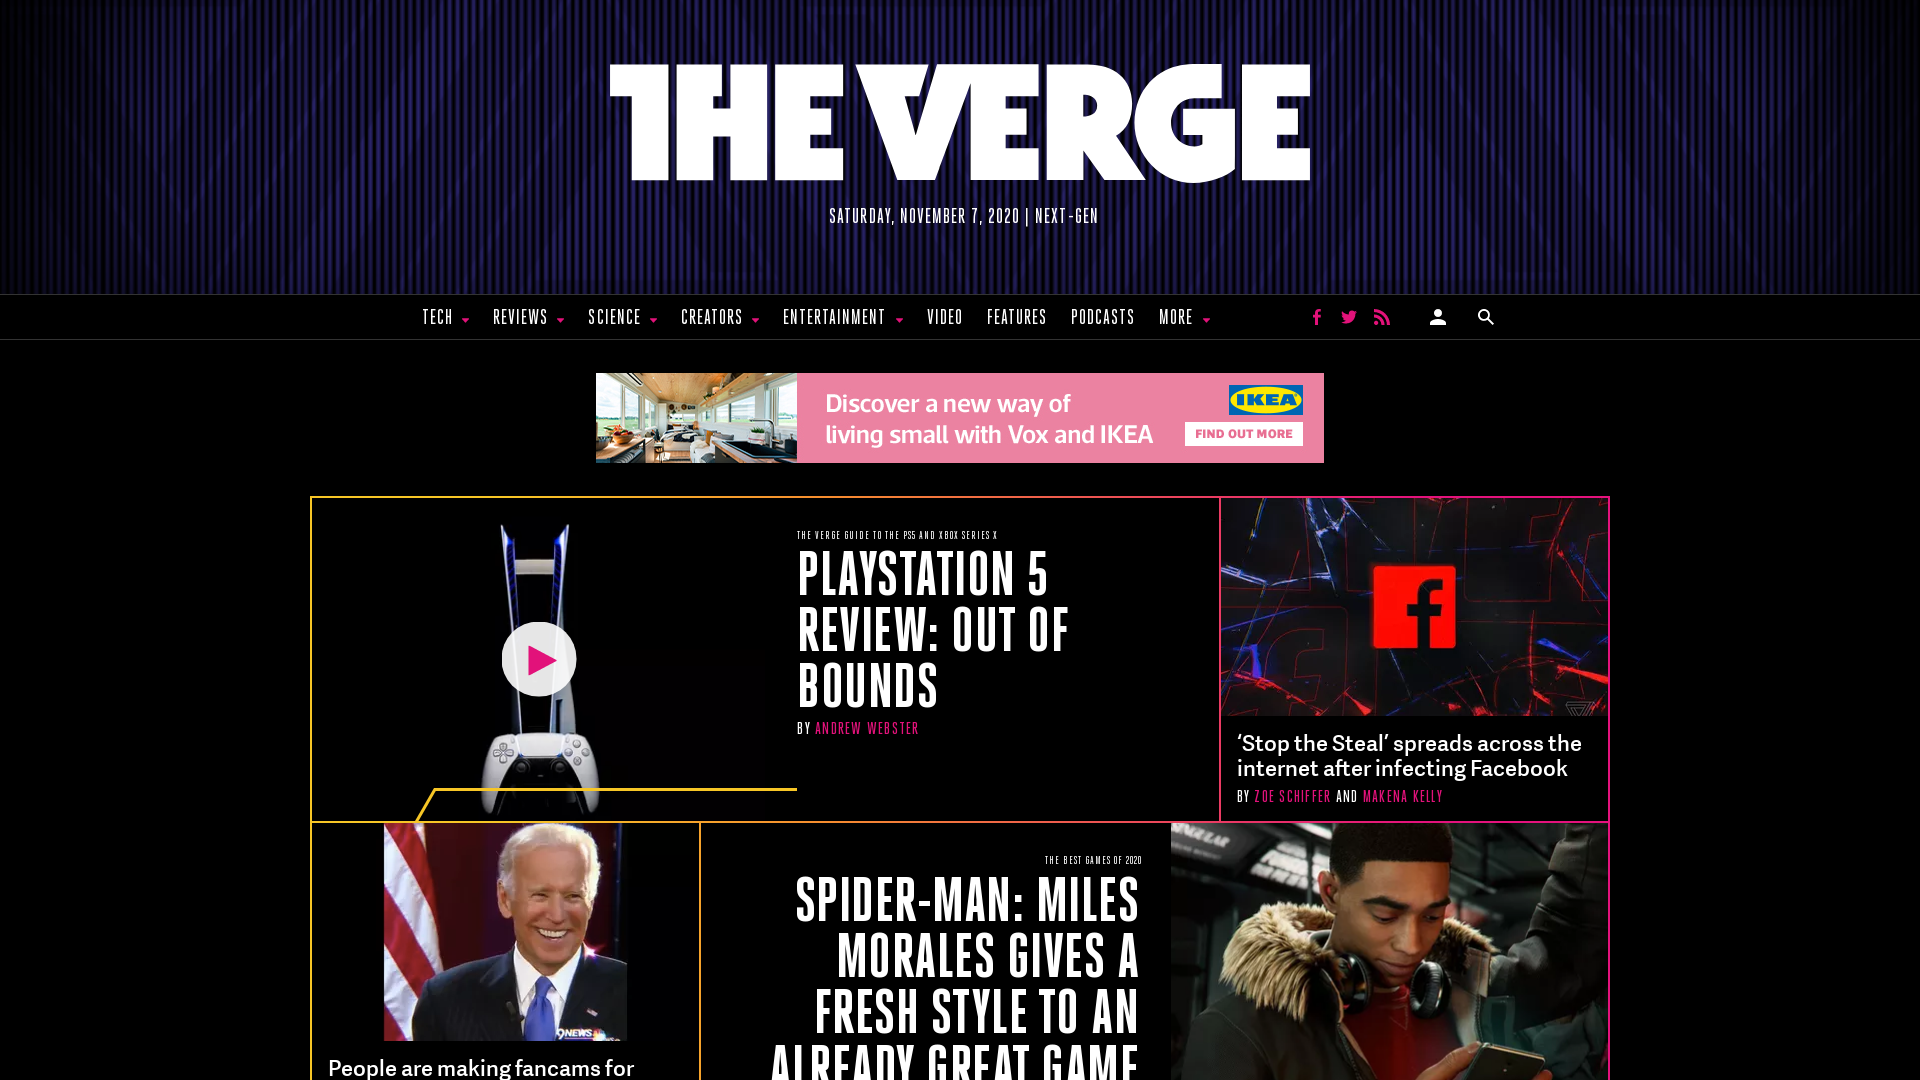 THE VERGE
SATURDAY, NOVEMBER 7, 2020 | NEXT-GEN
TECH REVIEWS SCIENCE CREATORS ENTERTAINMENT VIDEO FEATURES PODCASTS MORE
Discover a new way of
living small with Vox and IKEA
IKEA
FIND OUT MORE
THE VERGE GUIDE TO THE PS5 AND XBOX SERIES X
PLAYSTATION 5
REVIEW: OUT OF
BOUNDS
BY ANDREW WEBSTER
‘Stop the Steal’ spreads across the
internet after infecting Facebook
BY ZOE SCHIFFER AND MAKENA KELLY
9NEWS
People are making fancams for
THE BEST GAMES OF 2020
SPIDER-MAN: MILES
MORALES GIVES A
FRESH STYLE TO AN
ALREADY GREAT GAME